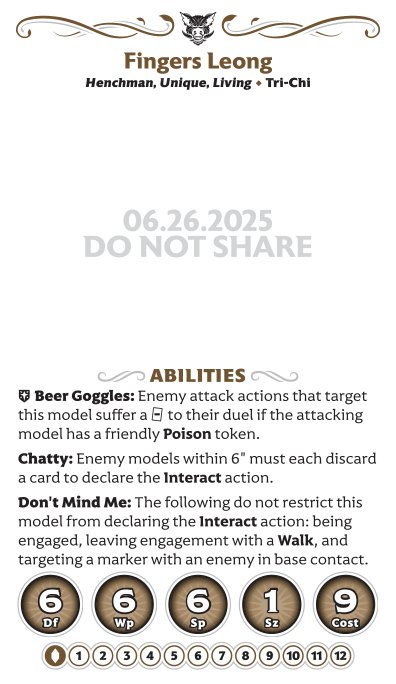 Fingers Leong
Henchman, Unique, Living • Tri-Chi
06.26.2025
DO NOT SHARE
ABILITIES
Beer Goggles: Enemy attack actions that target
this model suffer a - to their duel if the attacking
model has a friendly Poison token.
Chatty: Enemy models within 6" must each discard
a card to declare the Interact action.
Don't Mind Me: The following do not restrict this
model from declaring the Interact action: being
engaged, leaving engagement with a Walk, and
targeting a marker with an enemy in base contact.
6 6 6 1 9
Df Wp Sp Sz Cost
1 2 3 4 5 6 7 8 9 10 11 12